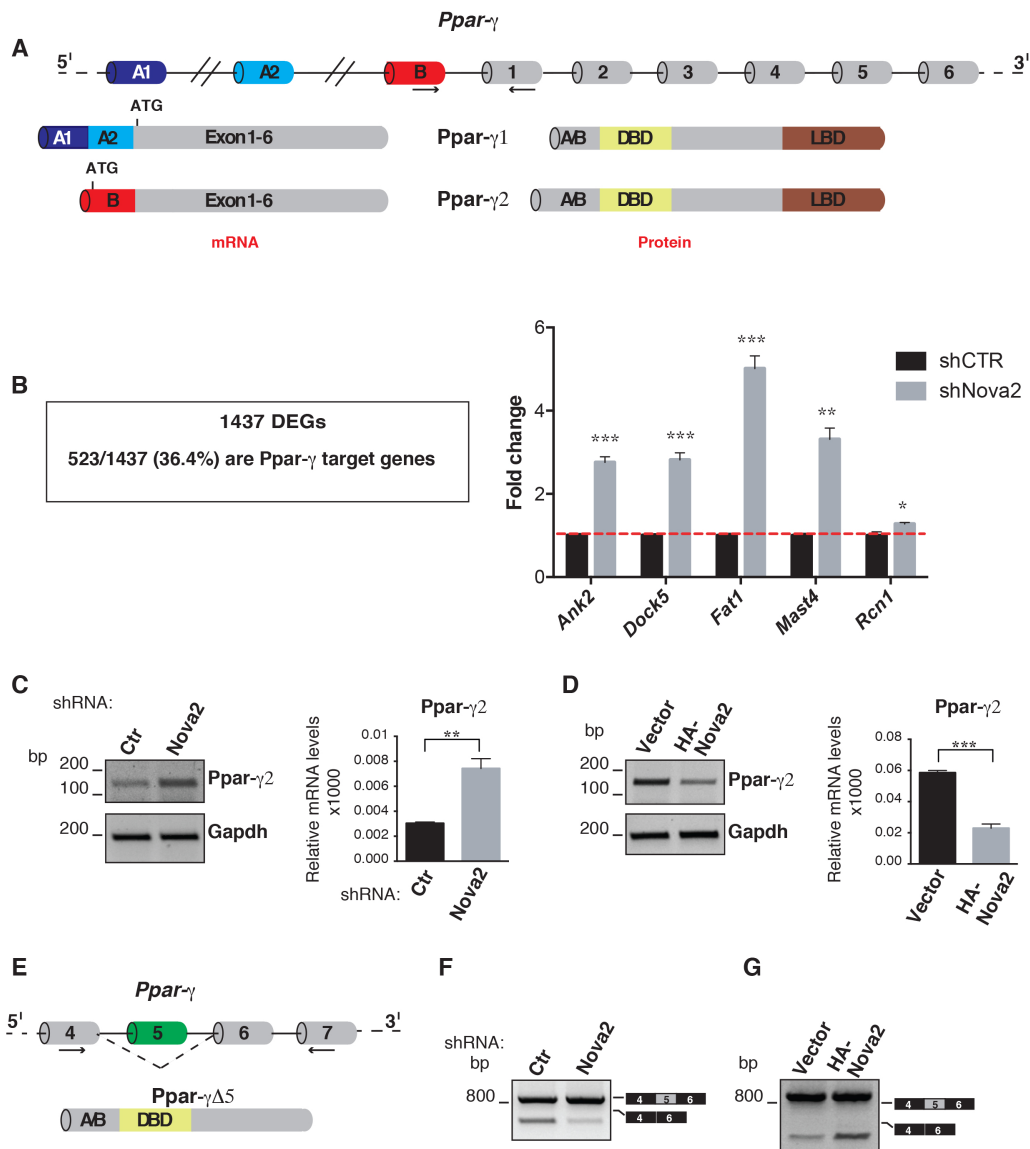 Ppar-γ
A
5' A1 A2 B 1 2 3 4 5 6 3'
ATG
A1 A2 Exon1-6
Ppar-γ1
A/B DBD LBD
ATG
B Exon1-6
Ppar-γ2
A/B DBD LBD
mRNA
Protein
B
1437 DEGs
523/1437 (36.4%) are Ppar-γ target genes
Fold change
6
4
2
0
***
***
***
**
*
Ank2
Dock5
Fat1
Mast4
Rcn1
shCTR
shNova2
C
shRNA:
Ctr
Nova2
bp
200
100
Ppar-γ2
200
Gapdh
Ppar-γ2
Relative mRNA levels
x1000
0.01
0.008
0.006
0.004
0.002
0.000
**
shRNA:
Ctr
Nova2
D
Vector
HA-
Nova2
bp
200
100
Ppar-γ2
200
Gapdh
Ppar-γ2
Relative mRNA levels
x1000
0.06
0.04
0.02
0.00
***
Vector
HA-
Nova2
E
Ppar-γ
5' 4 5 6 7 3'
Ppar-γΔ5
A/B DBD
F
shRNA:
bp
Ctr
Nova2
800
4 5 6
4 6
G
bp
Vector
HA-
Nova2
800
4 5 6
4 6